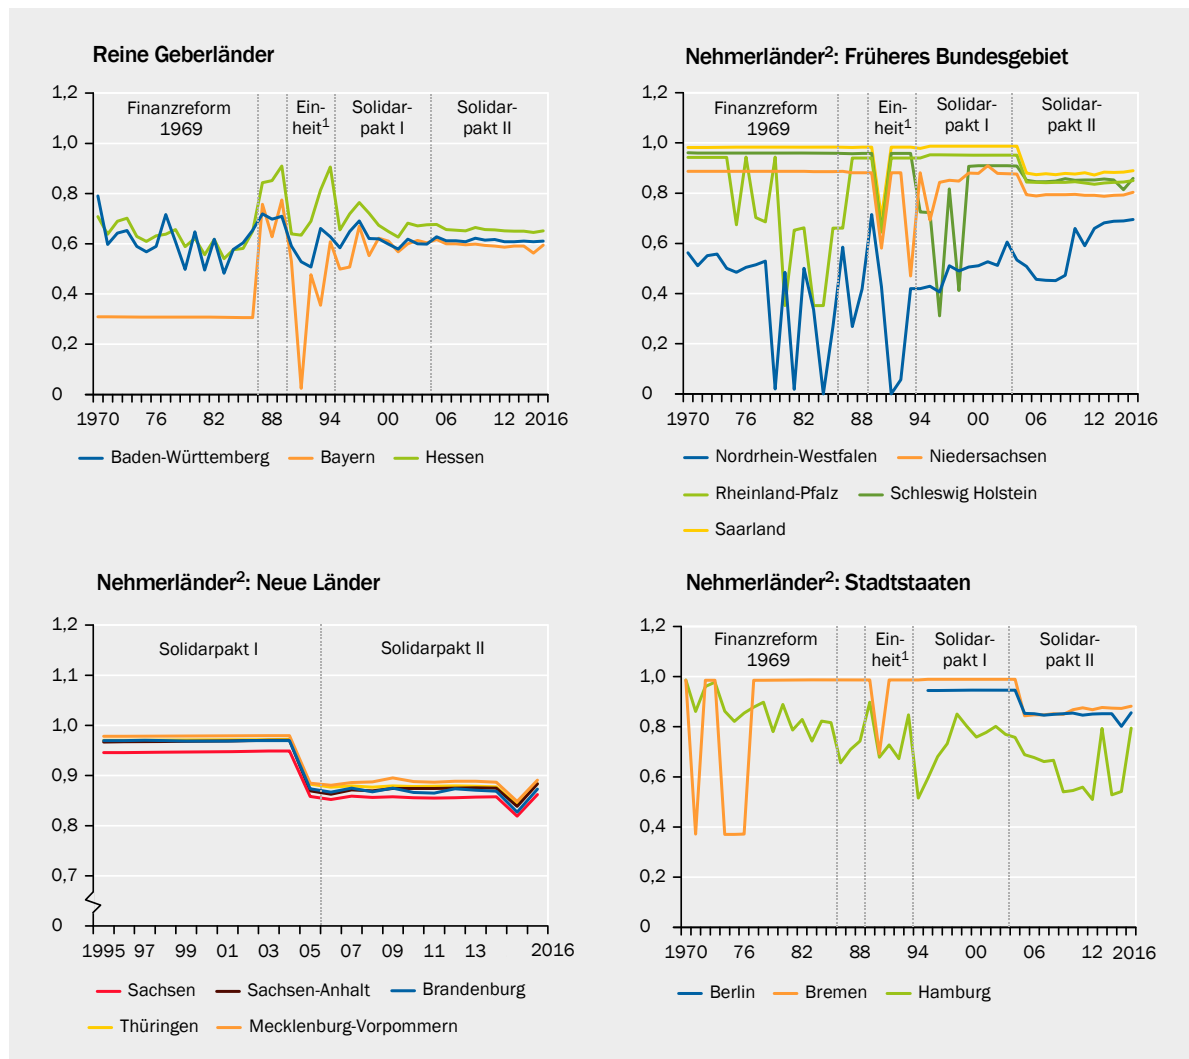 Reine Geberländer
1,2
1,0
0,8
0,6
0,4
0,2
0
Finanzreform
1969
Ein-
heit¹
Solidar-
pakt I
Solidar-
pakt II
1970 76 82 88 94 00 06 12 2016
Baden-Württemberg Bayern Hessen
Nehmerländer²: Früheres Bundesgebiet
1,2
1,0
0,8
0,6
0,4
0,2
0
Finanzreform
1969
Ein-
heit¹
Solidar-
pakt I
Solidar-
pakt II
1970 76 82 88 94 00 06 12 2016
Nordrhein-Westfalen Niedersachsen
Rheinland-Pfalz Schleswig Holstein
Saarland
Nehmerländer²: Neue Länder
1,2
1,1
1,0
0,9
0,8
0,7
0
Solidarpakt I Solidarpakt II
1995 97 99 01 03 05 07 09 11 13 2016
Sachsen Sachsen-Anhalt Brandenburg
Thüringen Mecklenburg-Vorpommern
Nehmerländer²: Stadtstaaten
1,2
1,0
0,8
0,6
0,4
0,2
0
Finanzreform
1969
Ein-
heit¹
Solidar-
pakt I
Solidar-
pakt II
1970 76 82 88 94 00 06 12 2016
Berlin Bremen Hamburg